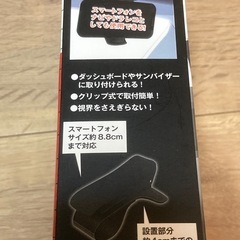 スマートフォンを
ナビやドラレコと
しても使用できる!
●ダッシュボードやサンバイザー
に取り付けられる!
●クリップ式で取付簡単!
●視界をさえぎらない!
スマートフォン
サイズ約8.8cm
まで対応
設置部分